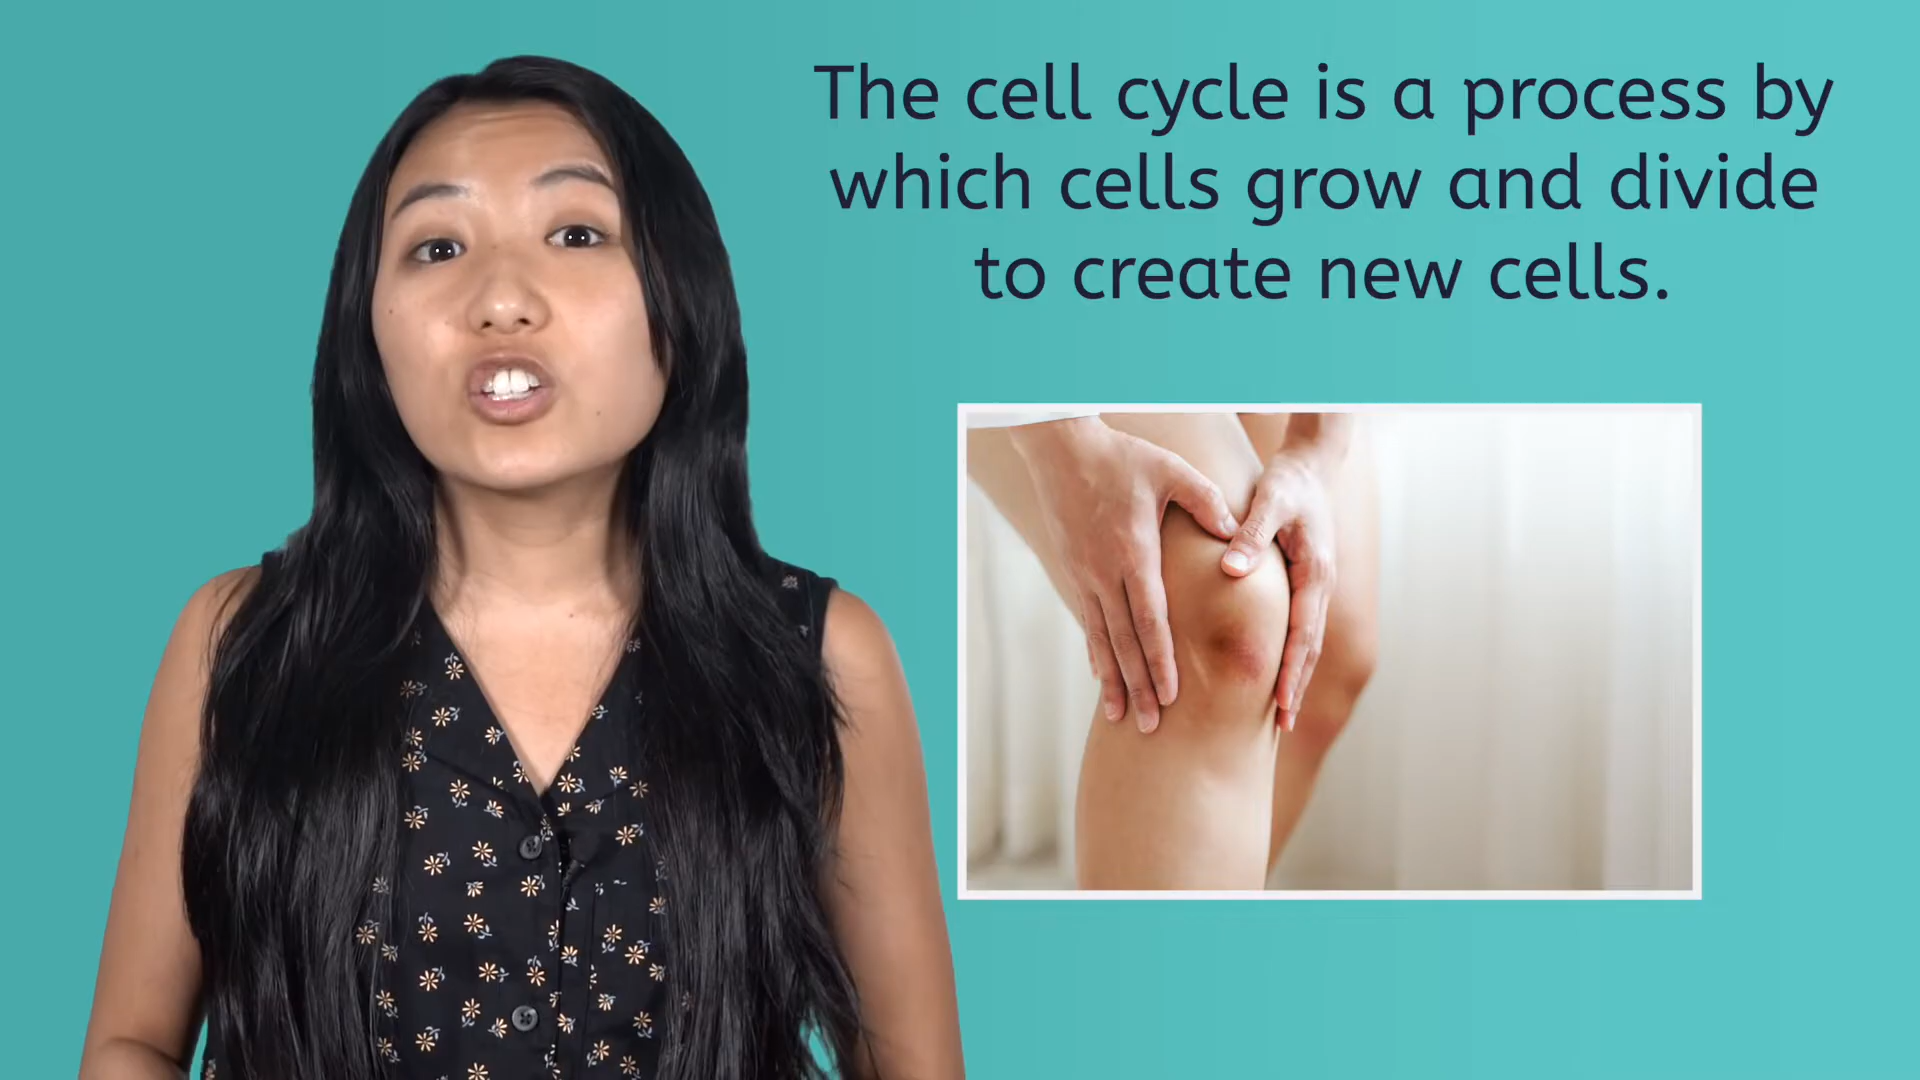 The cell cycle is a process by
which cells grow and divide
to create new cells.